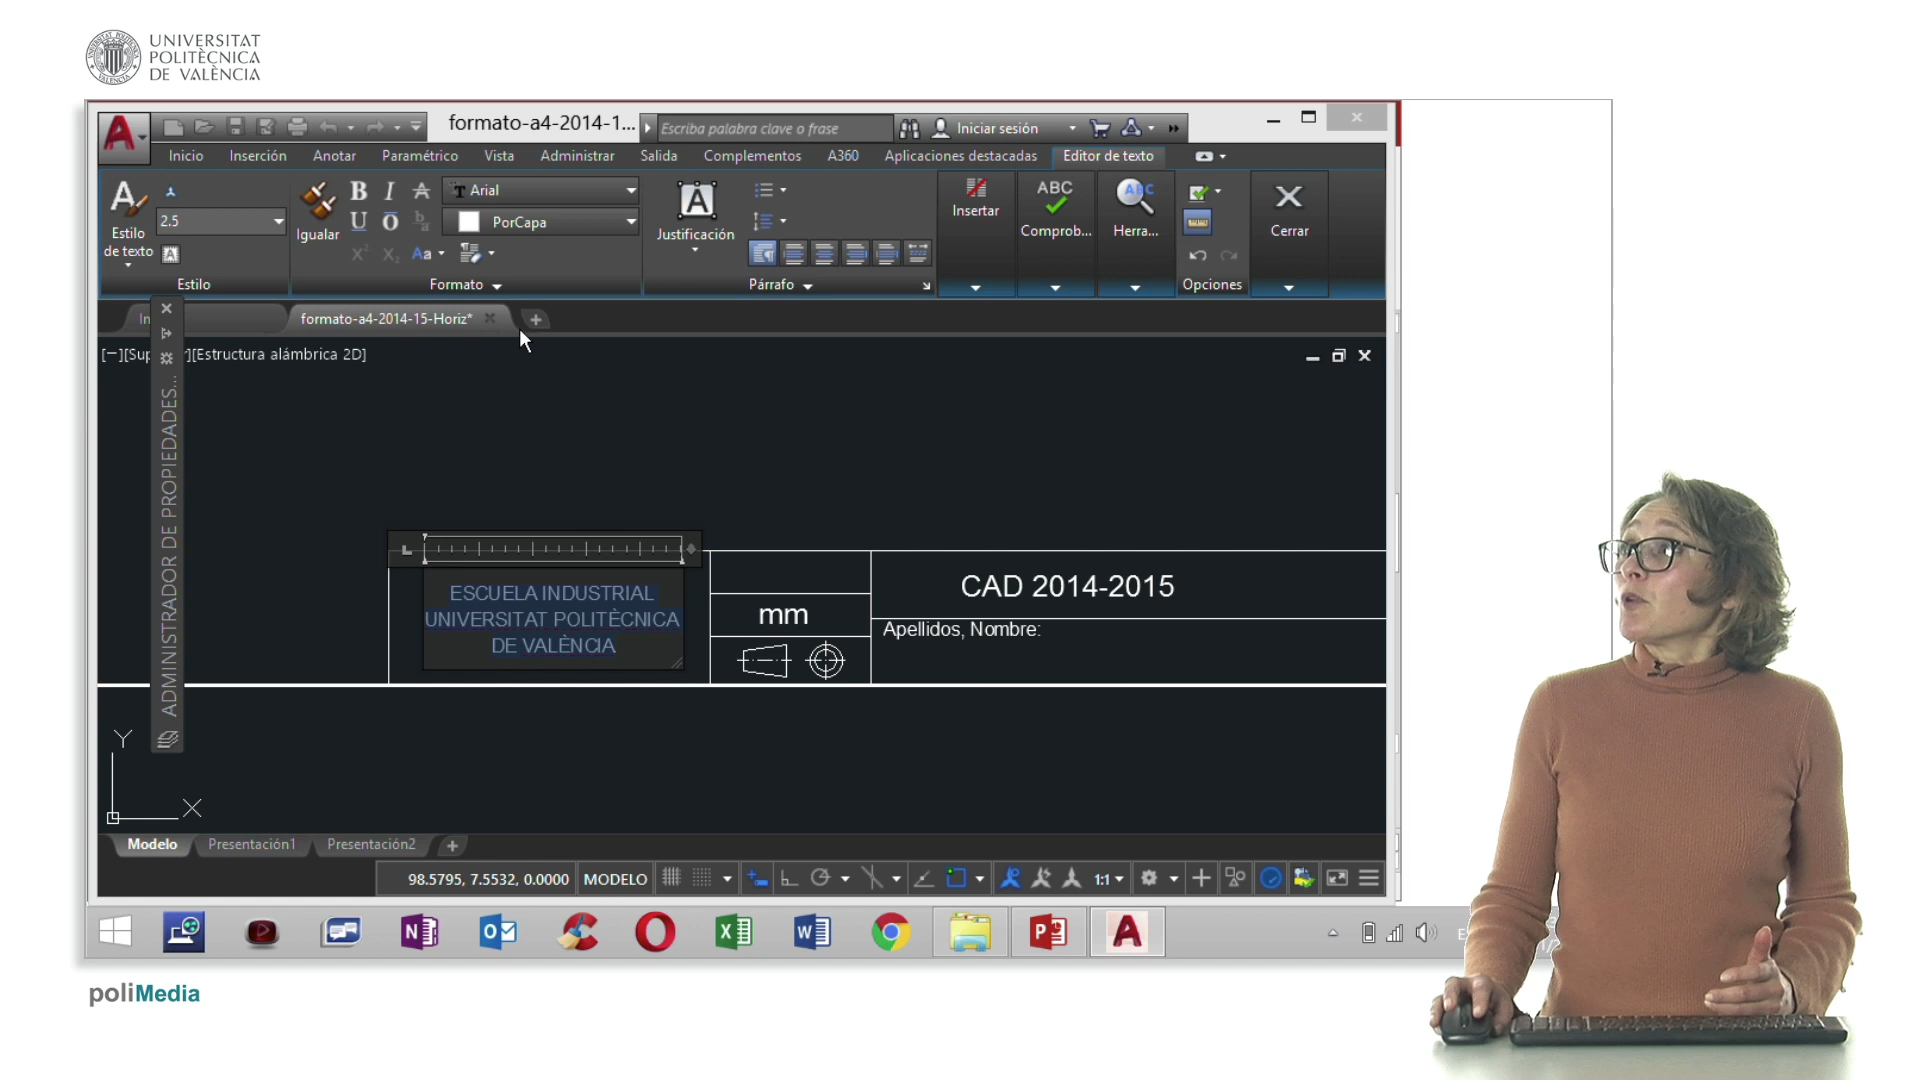 UNIVERSITAT
POLITÈCNICA
DE VALÈNCIA
formato-a4-2014-1...
Escriba palabra clave o frase
Iniciar sesión
Inicio
Inserción
Anotar
Paramétrico
Vista
Administrar
Salida
Complementos
A360
Aplicaciones destacadas
Editor de texto
Arial
2.5
PorCapa
Estilo
de texto
Igualar
Justificación
Insertar
ABC
Comprob...
ABC
Herra...
Cerrar
Estilo
Formato
Párrafo
Opciones
In
formato-a4-2014-15-Horiz*
[−][Sup
][Estructura alámbrica 2D]
ADMINISTRADOR DE PROPIEDADES...
ESCUELA INDUSTRIAL
UNIVERSITAT POLITÈCNICA
DE VALÈNCIA
mm
CAD 2014-2015
Apellidos, Nombre:
Y
X
Modelo
Presentación1
Presentación2
98.5795, 7.5532, 0.0000
MODELO
1:1
poliMedia